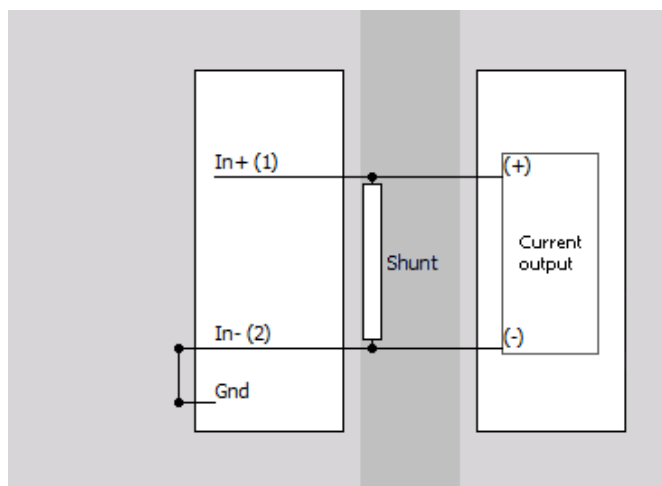 In+ (1)
(+)
Current
output
Shunt
In- (2)
(-)
Gnd